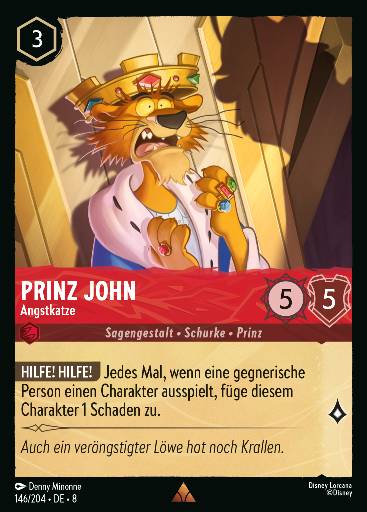 3
PRINZ JOHN
Angstkatze
5
5
Sagengestalt • Schurke • Prinz
HILFE! HILFE! Jedes Mal, wenn eine gegnerische
Person einen Charakter ausspielt, füge diesem
Charakter 1 Schaden zu.
Auch ein verängstigter Löwe hot noch Krallen.
Denny Minonne
146/204 • DE • 8
Disney Lorcana
©Disney